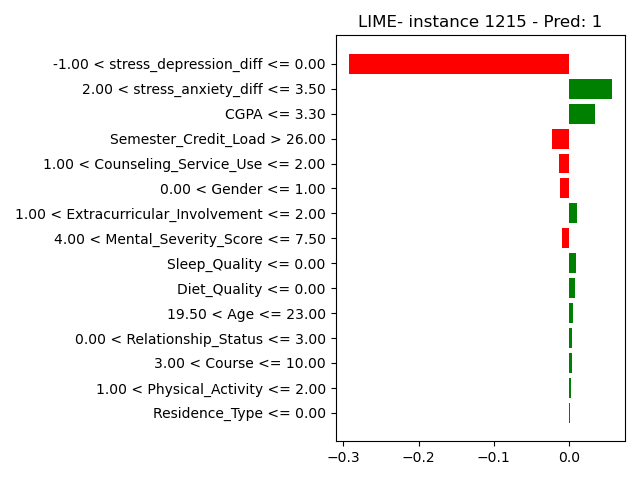 LIME- instance 1215 - Pred: 1
-1.00 < stress_depression_diff <= 0.00
2.00 < stress_anxiety_diff <= 3.50
CGPA <= 3.30
Semester_Credit_Load > 26.00
1.00 < Counseling_Service_Use <= 2.00
0.00 < Gender <= 1.00
1.00 < Extracurricular_Involvement <= 2.00
4.00 < Mental_Severity_Score <= 7.50
Sleep_Quality <= 0.00
Diet_Quality <= 0.00
19.50 < Age <= 23.00
0.00 < Relationship_Status <= 3.00
3.00 < Course <= 10.00
1.00 < Physical_Activity <= 2.00
Residence_Type <= 0.00
−0.3 −0.2 −0.1 0.0